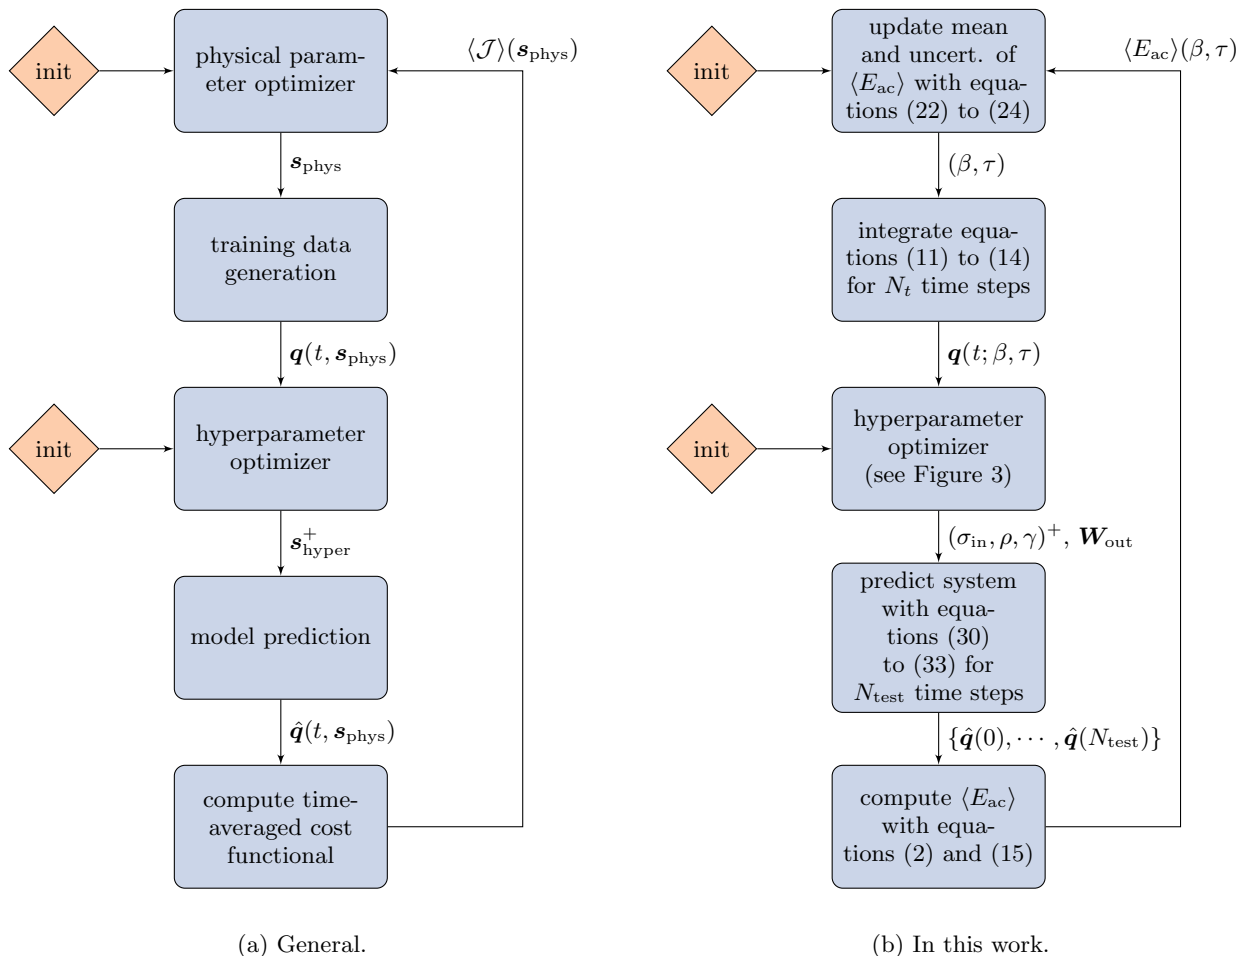 init
physical param-
eter optimizer
⟨𝒥⟩(s_phys)
s_phys
training data
generation
q(t, s_phys)
init
hyperparameter
optimizer
s⁺_hyper
model prediction
q̂(t, s_phys)
compute time-
averaged cost
functional
(a) General.
init
update mean
and uncert. of
⟨E_ac⟩ with equa-
tions (22) to (24)
⟨E_ac⟩(β, τ)
(β, τ)
integrate equa-
tions (11) to (14)
for N_t time steps
q(t; β, τ)
init
hyperparameter
optimizer
(see Figure 3)
(σ_in, ρ, γ)⁺, W_out
predict system
with equa-
tions (30)
to (33) for
N_test time steps
{q̂(0), ⋯ , q̂(N_test)}
compute ⟨E_ac⟩
with equa-
tions (2) and (15)
(b) In this work.